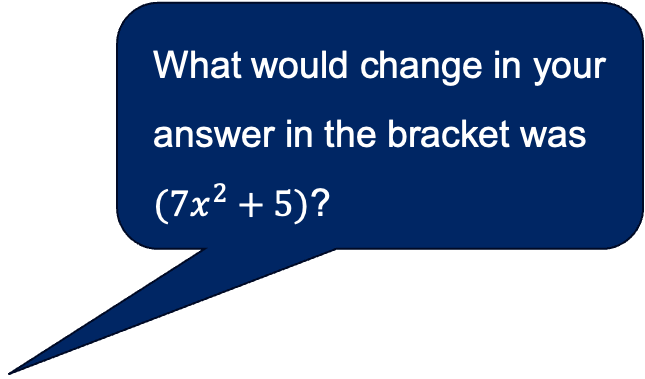 What would change in your
answer in the bracket was
(7𝑥² + 5)?